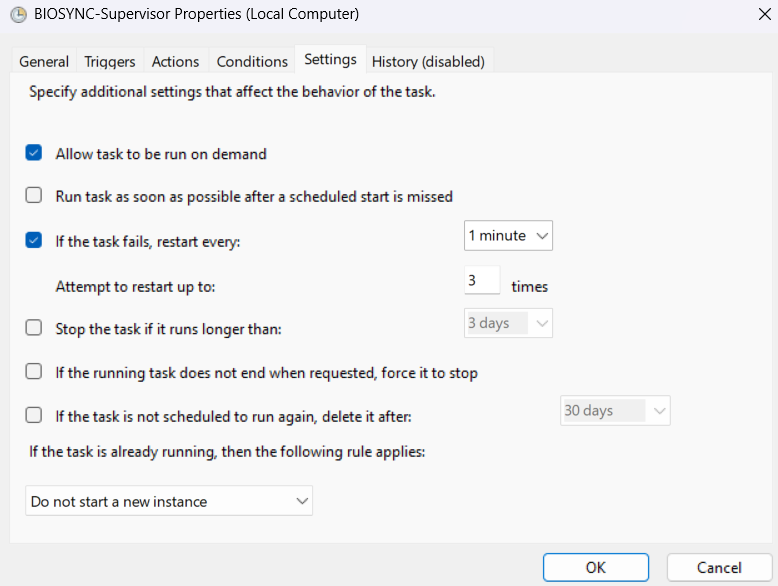 BIOSYNC-Supervisor Properties (Local Computer)
General Triggers Actions Conditions Settings History (disabled)
Specify additional settings that affect the behavior of the task.
Allow task to be run on demand
Run task as soon as possible after a scheduled start is missed
If the task fails, restart every: 1 minute
Attempt to restart up to: 3 times
Stop the task if it runs longer than: 3 days
If the running task does not end when requested, force it to stop
If the task is not scheduled to run again, delete it after: 30 days
If the task is already running, then the following rule applies:
Do not start a new instance
OK Cancel